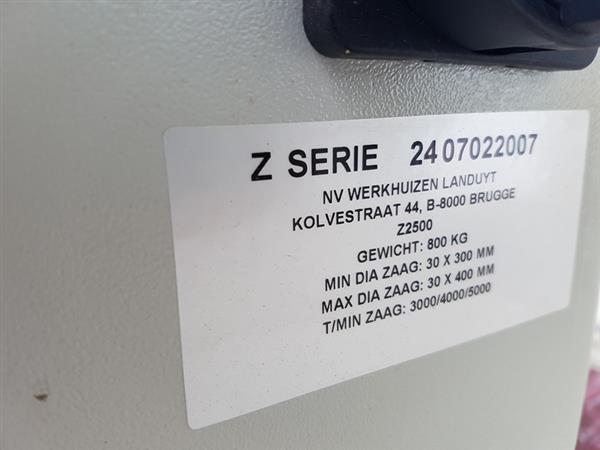 Z SERIE 24 07022007
NV WERKHUIZEN LANDUYT
KOLVESTRAAT 44, B-8000 BRUGGE
Z2500
GEWICHT: 800 KG
MIN DIA ZAAG: 30 X 300 MM
MAX DIA ZAAG: 30 X 400 MM
T/MIN ZAAG: 3000/4000/5000